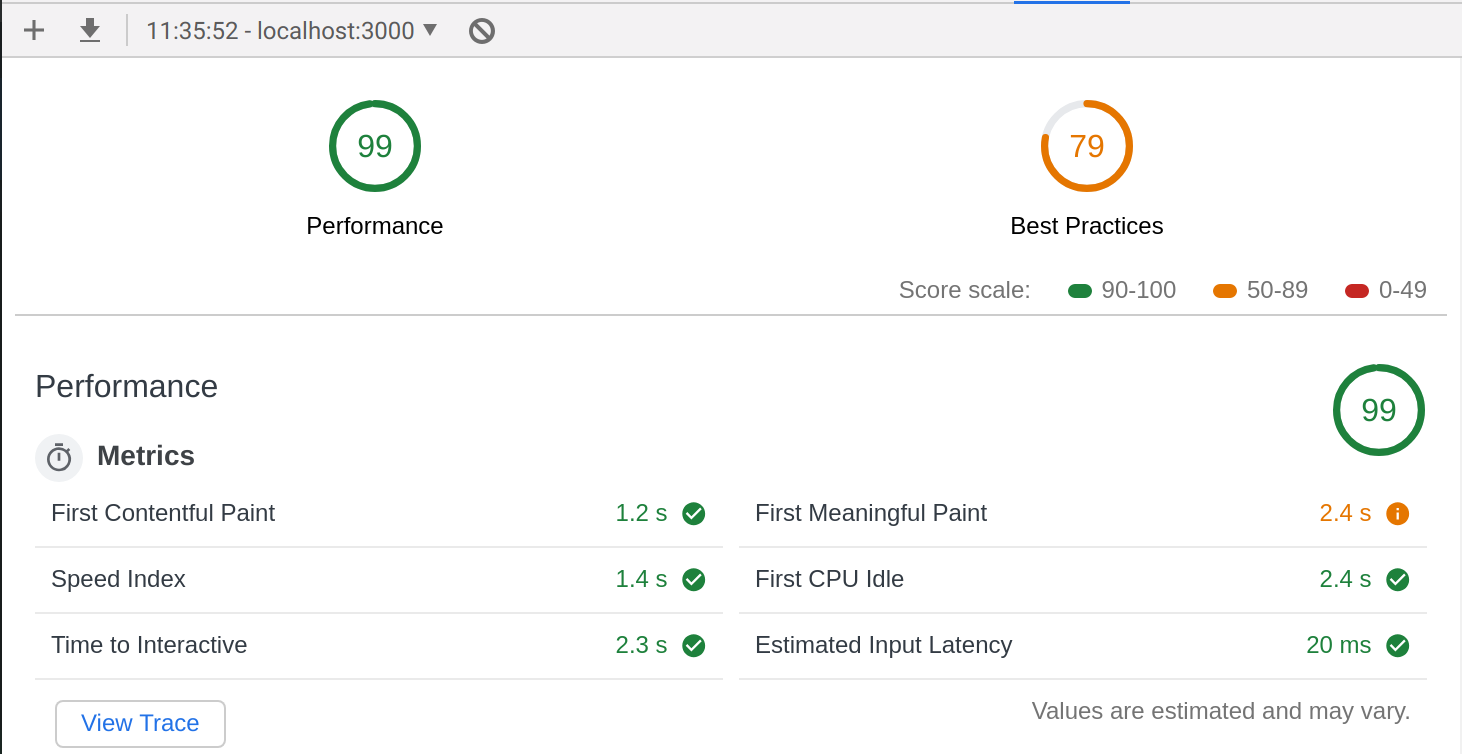 11:35:52 - localhost:3000
99
79
Performance
Best Practices
Score scale: 90-100 50-89 0-49
Performance
99
Metrics
First Contentful Paint 1.2 s
First Meaningful Paint 2.4 s
Speed Index 1.4 s
First CPU Idle 2.4 s
Time to Interactive 2.3 s
Estimated Input Latency 20 ms
View Trace
Values are estimated and may vary.